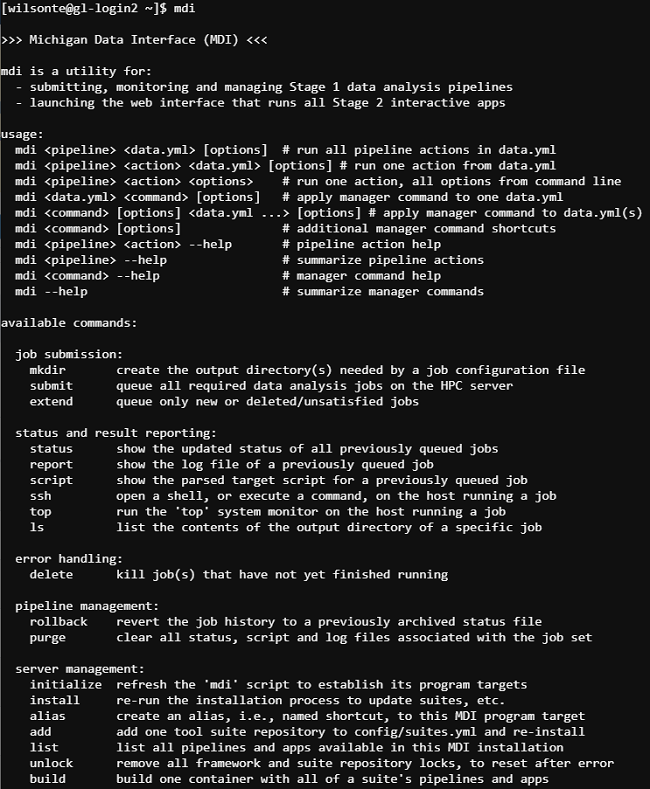 [wilsonte@gl-login2 ~]$ mdi
>>> Michigan Data Interface (MDI) <<<
mdi is a utility for:
  - submitting, monitoring and managing Stage 1 data analysis pipelines
  - launching the web interface that runs all Stage 2 interactive apps
usage:
  mdi <pipeline> <data.yml> [options]  # run all pipeline actions in data.yml
  mdi <pipeline> <action> <data.yml> [options] # run one action from data.yml
  mdi <pipeline> <action> <options>    # run one action, all options from command line
  mdi <data.yml> <command> [options]   # apply manager command to one data.yml
  mdi <command> [options] <data.yml ...> [options] # apply manager command to data.yml(s)
  mdi <command> [options]              # additional manager command shortcuts
  mdi <pipeline> <action> --help       # pipeline action help
  mdi <pipeline> --help                # summarize pipeline actions
  mdi <command> --help                 # manager command help
  mdi --help                           # summarize manager commands
available commands:
  job submission:
    mkdir       create the output directory(s) needed by a job configuration file
    submit      queue all required data analysis jobs on the HPC server
    extend      queue only new or deleted/unsatisfied jobs
  status and result reporting:
    status      show the updated status of all previously queued jobs
    report      show the log file of a previously queued job
    script      show the parsed target script for a previously queued job
    ssh         open a shell, or execute a command, on the host running a job
    top         run the 'top' system monitor on the host running a job
    ls          list the contents of the output directory of a specific job
  error handling:
    delete      kill job(s) that have not yet finished running
  pipeline management:
    rollback    revert the job history to a previously archived status file
    purge       clear all status, script and log files associated with the job set
  server management:
    initialize  refresh the 'mdi' script to establish its program targets
    install     re-run the installation process to update suites, etc.
    alias       create an alias, i.e., named shortcut, to this MDI program target
    add         add one tool suite repository to config/suites.yml and re-install
    list        list all pipelines and apps available in this MDI installation
    unlock      remove all framework and suite repository locks, to reset after error
    build       build one container with all of a suite's pipelines and apps